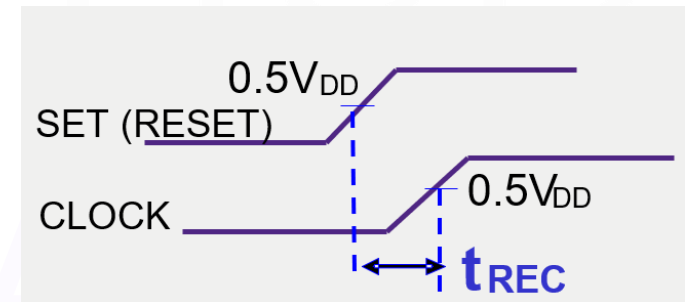 0.5VDD
SET (RESET)
0.5VDD
CLOCK
tREC